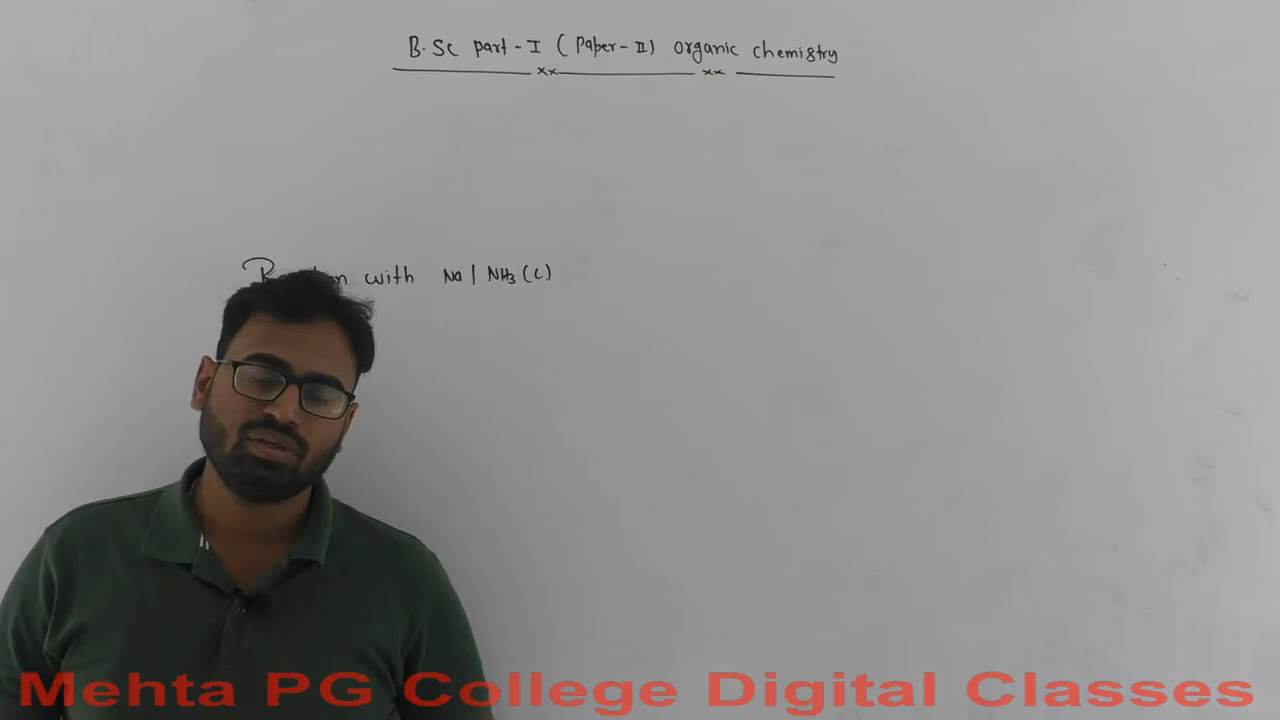 B.Sc part-I (Paper-II) organic chemistry
with Na | NH3 (L)
Mehta PG College Digital Classes